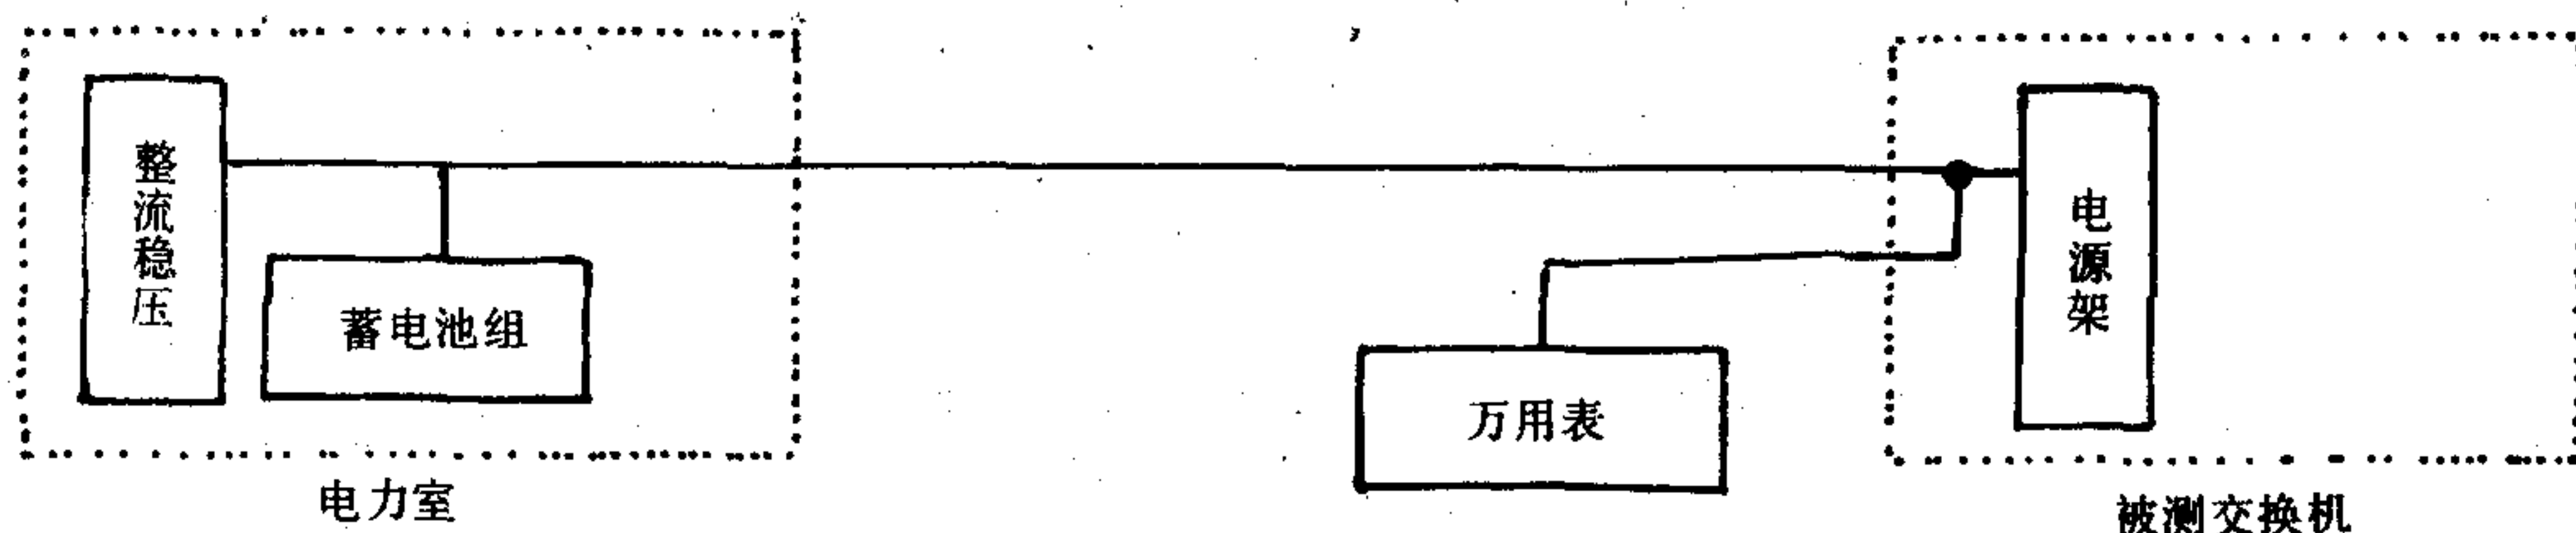 整流稳压
蓄电池组
电力室
万用表
电源架
被测交换机